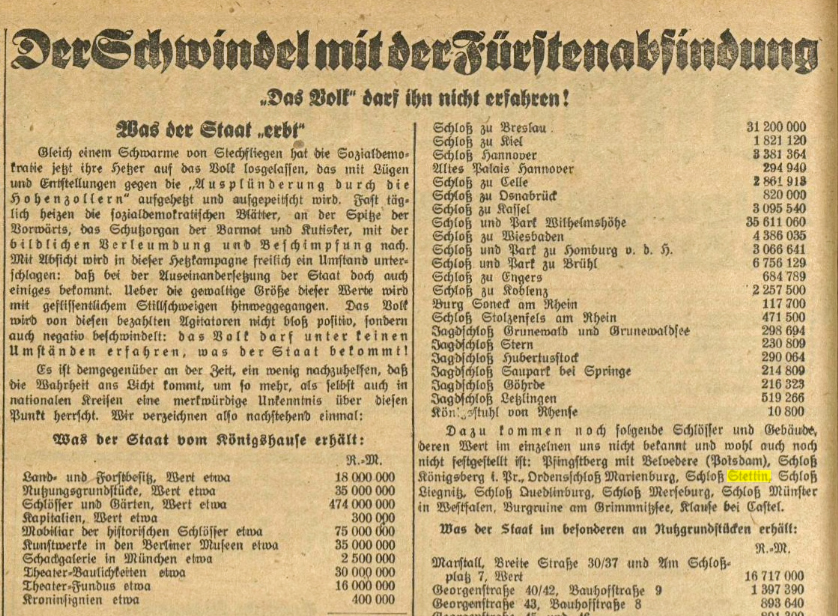 Der Schwindel mit der Fürstenabfindung
„Das Volk“ darf ihn nicht erfahren!
Was der Staat „erbt“
Gleich einem Schwarme von Stechfliegen hat die Sozialdemo-
kratie jetzt ihre Hetzer auf das Volk losgelassen, das mit Lügen
und Entstellungen gegen die „Ausplünderung durch die
Hohenzollern“ aufgehetzt und aufgepeitscht wird. Fast täg-
lich heizen die sozialdemokratischen Blätter, an der Spitze der
Vorwärts, das Schutzorgan der Barmat und Kutisker, mit der
bildlichen Verleumdung und Beschimpfung nach.
Mit Absicht wird in dieser Hetzkampagne freilich ein Umstand unter-
schlagen: daß bei der Auseinandersetzung der Staat doch auch
einiges bekommt. Ueber die gewaltige Größe dieser Werte wird
mit geflissentlichem Stillschweigen hinweggegangen. Das Volk
wird von diesen bezahlten Agitatoren nicht bloß positiv, sondern
auch negativ beschwindelt: das Volk darf unter keinen
Umständen erfahren, was der Staat bekommt!
Es ist demgegenüber an der Zeit, ein wenig nachzuhelfen, daß
die Wahrheit ans Licht kommt, um so mehr, als selbst auch in
nationalen Kreisen eine merkwürdige Unkenntnis über diesen
Punkt herrscht. Wir verzeichnen also nachstehend einmal:
Was der Staat vom Königshause erhält:
R.-M.
Land- und Forstbesitz, Wert etwa 18 000 000
Nutzungsgrundstücke, Wert etwa 35 000 000
Schlösser und Gärten, Wert etwa 474 000 000
Kapitalien, Wert etwa 300 000
Mobiliar der historischen Schlösser etwa 75 000 000
Kunstwerke in den Berliner Museen etwa 35 000 000
Schackgalerie in München etwa 2 500 000
Theater-Baulichkeiten etwa 30 000 000
Theater-Fundus etwa 16 000 000
Kroninsignien etwa 400 000
Schloß zu Breslau 31 200 000
Schloß zu Kiel 1 821 120
Schloß Hannover 3 381 364
Altes Palais Hannover 294 940
Schloß zu Celle 2 861 913
Schloß zu Osnabrück 820 000
Schloß zu Kassel 3 095 540
Schloß und Park Wilhelmshöhe 35 611 060
Schloß zu Wiesbaden 4 386 035
Schloß und Park zu Homburg v. d. H. 3 066 641
Schloß und Park zu Brühl 6 756 129
Schloß zu Engers 684 789
Schloß zu Koblenz 2 257 500
Burg Soneck am Rhein 117 700
Schloß Stolzenfels am Rhein 471 500
Jagdschloß Grunewald und Grunewaldsee 298 694
Jagdschloß Stern 230 809
Jagdschloß Hubertusstock 290 064
Jagdschloß Saupark bei Springe 214 809
Jagdschloß Göhrde 216 323
Jagdschloß Letzlingen 519 266
Königsstuhl von Rhense 10 800
Dazu kommen noch folgende Schlösser und Gebäude,
deren Wert im einzelnen uns nicht bekannt und wohl auch noch
nicht festgestellt ist: Pfingstberg mit Belvedere (Potsdam), Schloß
Königsberg i. Pr., Ordensschloß Marienburg, Schloß Stettin, Schloß
Liegnitz, Schloß Quedlinburg, Schloß Merseburg, Schloß Münster
in Westfalen, Burgruine am Grimmnitzsee, Klause bei Castel.
Was der Staat im besonderen an Nutzgrundstücken erhält:
R.-M.
Marstall, Breite Straße 30/37 und Am Schloß-
platz 7, Wert 16 717 000
Georgenstraße 40/42, Bauhofstraße 9 1 397 390
Georgenstraße 43, Bauhofstraße 8 893 640